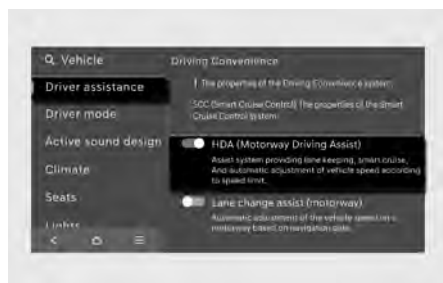 Vehicle
Driver assistance
Driver mode
Active sound design
Climate
Seats
Lights
Driving Convenience
The properties of the Driving Convenience system
SCC (Smart Cruise Control) The properties of the Smart
Cruise Control system
HDA (Motorway Driving Assist)
Assist system providing lane keeping, smart cruise,
And automatic adjustment of vehicle speed according
to speed limit.
Lane change assist (motorway)
Automatic adjustment of the vehicle speed on a
motorway based on navigation data.